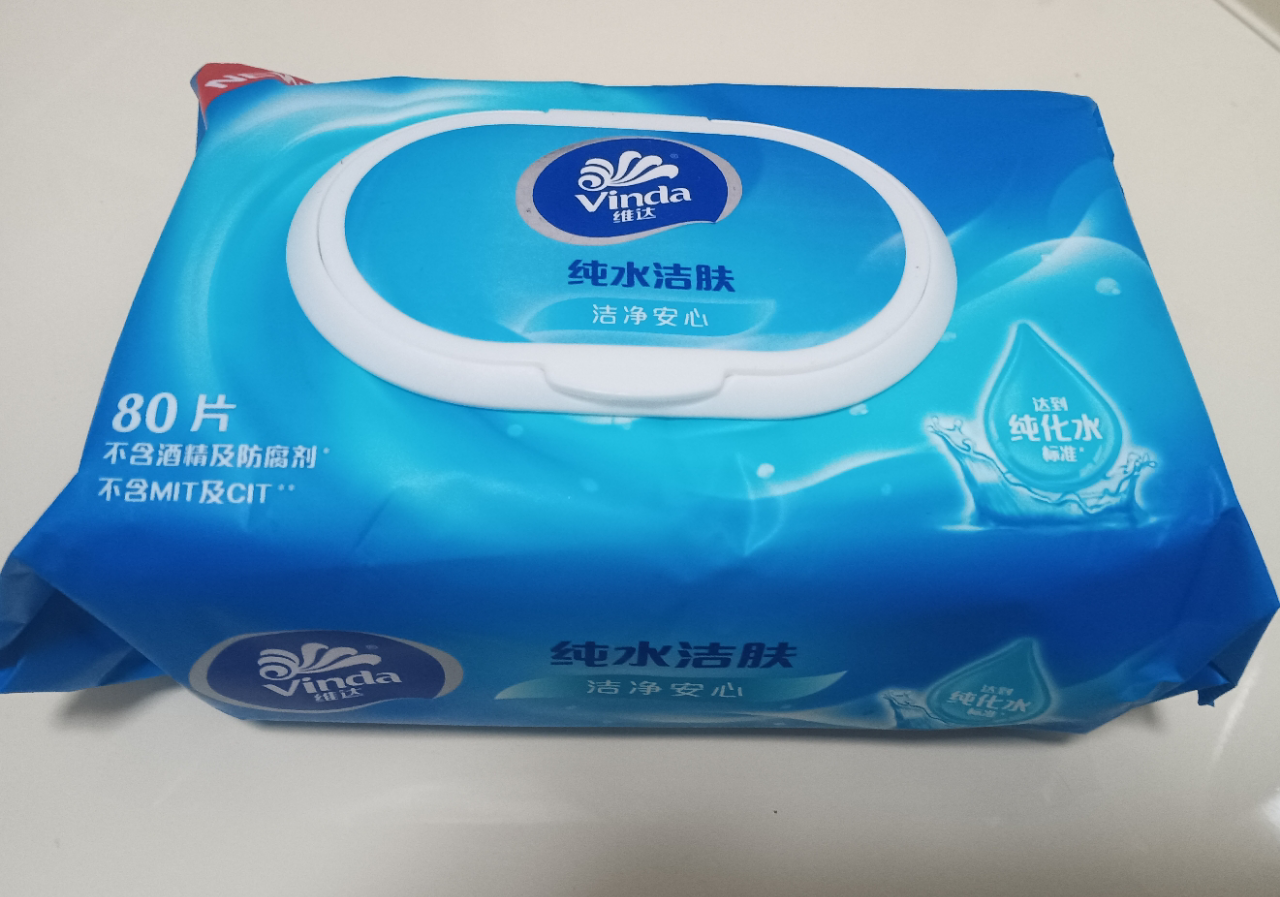 NEW
Vinda
维达
纯水洁肤
洁净安心
80片
不含酒精及防腐剂*
不含MIT及CIT**
达到
纯化水
标准*
Vinda
维达
纯水洁肤
洁净安心
达到
纯化水
标准*